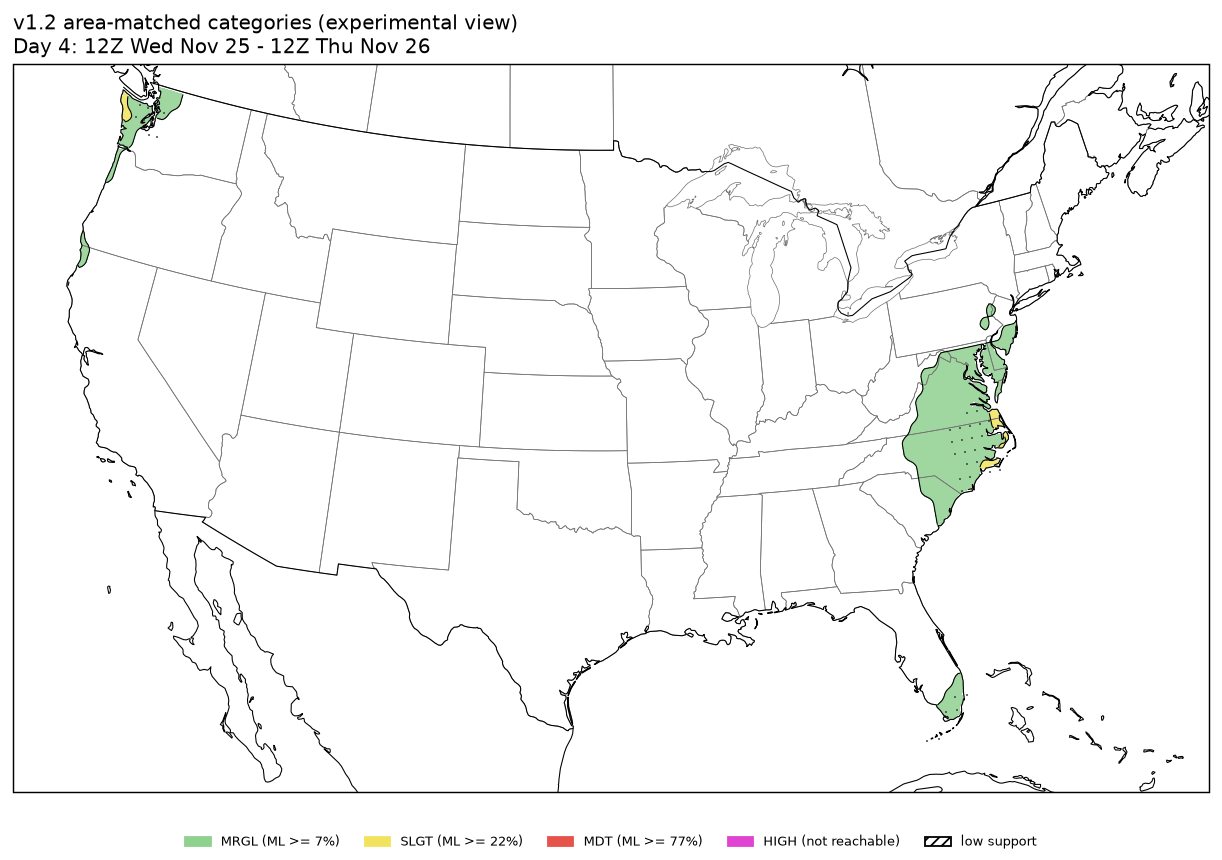 v1.2 area-matched categories (experimental view)
Day 4: 12Z Wed Nov 25 - 12Z Thu Nov 26
MRGL (ML >= 7%) SLGT (ML >= 22%) MDT (ML >= 77%) HIGH (not reachable) low support